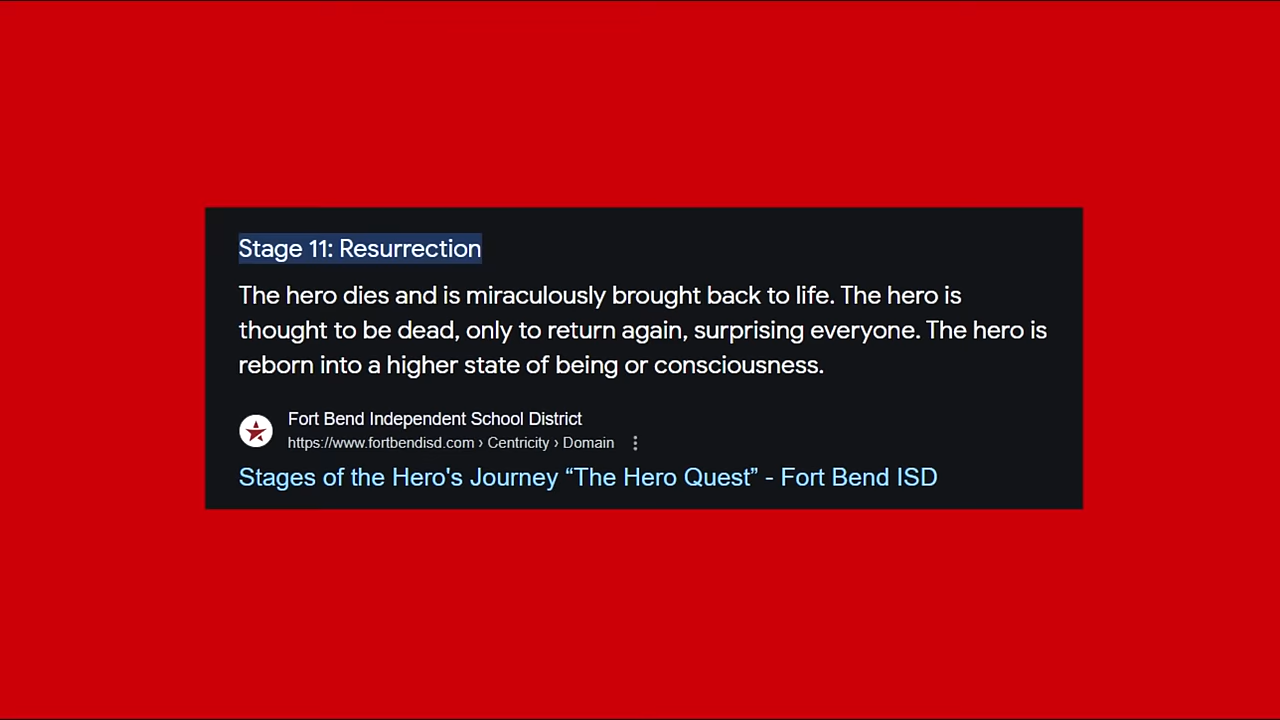 Stage 11: Resurrection
The hero dies and is miraculously brought back to life. The hero is
thought to be dead, only to return again, surprising everyone. The hero is
reborn into a higher state of being or consciousness.
Fort Bend Independent School District
https://www.fortbendisd.com › Centricity › Domain
Stages of the Hero's Journey “The Hero Quest” - Fort Bend ISD